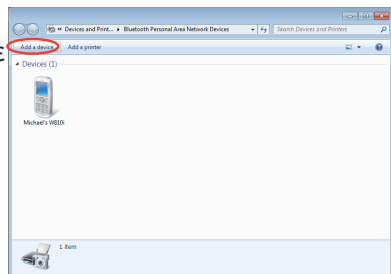 « Devices and Print... ▸ Bluetooth Personal Area Network Devices
Search Devices and Printers
Add a device
Add a printer
Devices (1)
Michael's W810i
1 item